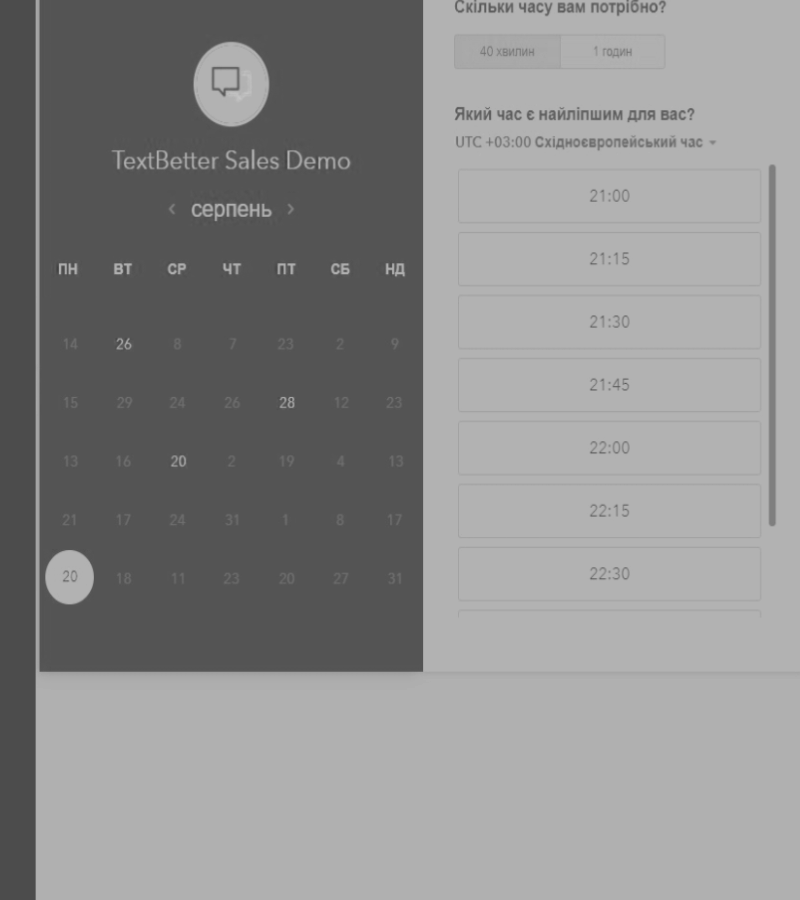 TextBetter Sales Demo
‹ серпень ›
ПН ВТ СР ЧТ ПТ СБ НД
14 26 8 7 23 2 9
15 29 24 26 28 12 23
13 16 20 2 19 4 13
21 17 24 31 1 8 17
20 18 11 23 20 27 31
Скільки часу вам потрібно?
40 хвилин 1 годин
Який час є найліпшим для вас?
UTC +03:00 Східноєвропейський час
21:00
21:15
21:30
21:45
22:00
22:15
22:30